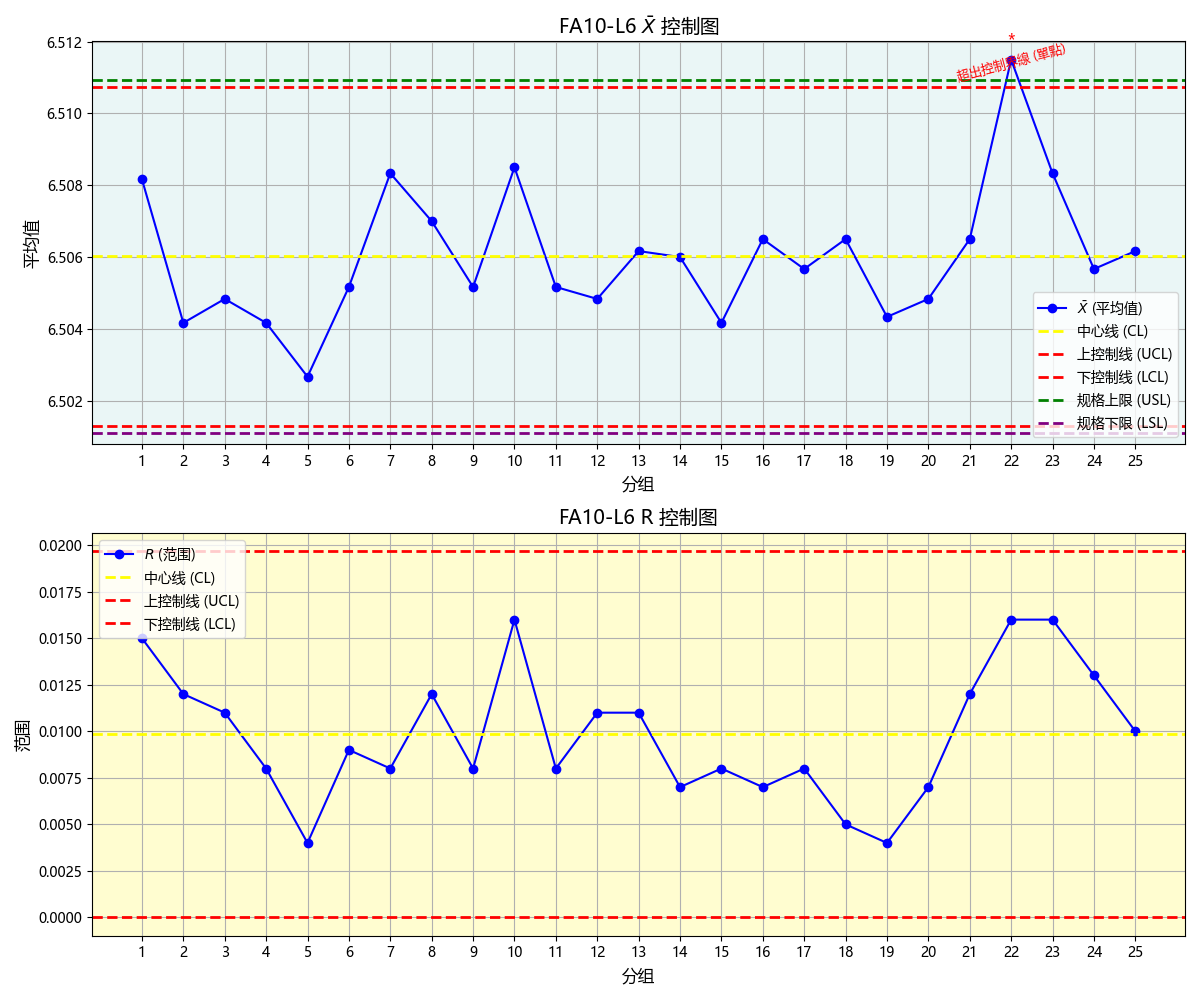 FA10-L6 X̄ 控制图
*
超出控制界線 (單點)
平均值
6.512
6.510
6.508
6.506
6.504
6.502
X̄ (平均值)
中心线 (CL)
上控制线 (UCL)
下控制线 (LCL)
规格上限 (USL)
规格下限 (LSL)
1 2 3 4 5 6 7 8 9 10 11 12 13 14 15 16 17 18 19 20 21 22 23 24 25
分组
FA10-L6 R 控制图
范围
0.0200
0.0175
0.0150
0.0125
0.0100
0.0075
0.0050
0.0025
0.0000
R (范围)
中心线 (CL)
上控制线 (UCL)
下控制线 (LCL)
1 2 3 4 5 6 7 8 9 10 11 12 13 14 15 16 17 18 19 20 21 22 23 24 25
分组